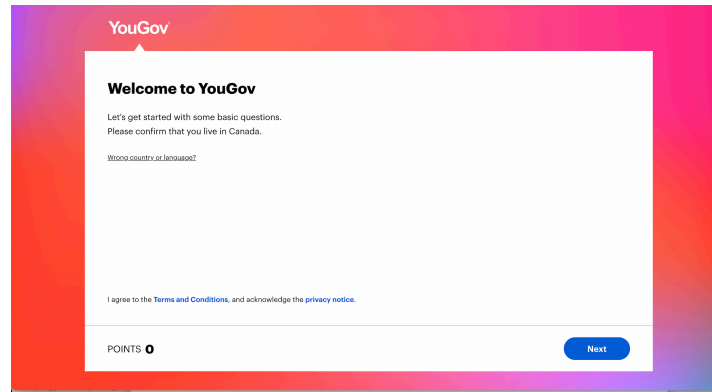 YouGov
Welcome to YouGov
Let's get started with some basic questions.
Please confirm that you live in Canada.
Wrong country or language?
I agree to the Terms and Conditions, and acknowledge the privacy notice.
POINTS 0
Next